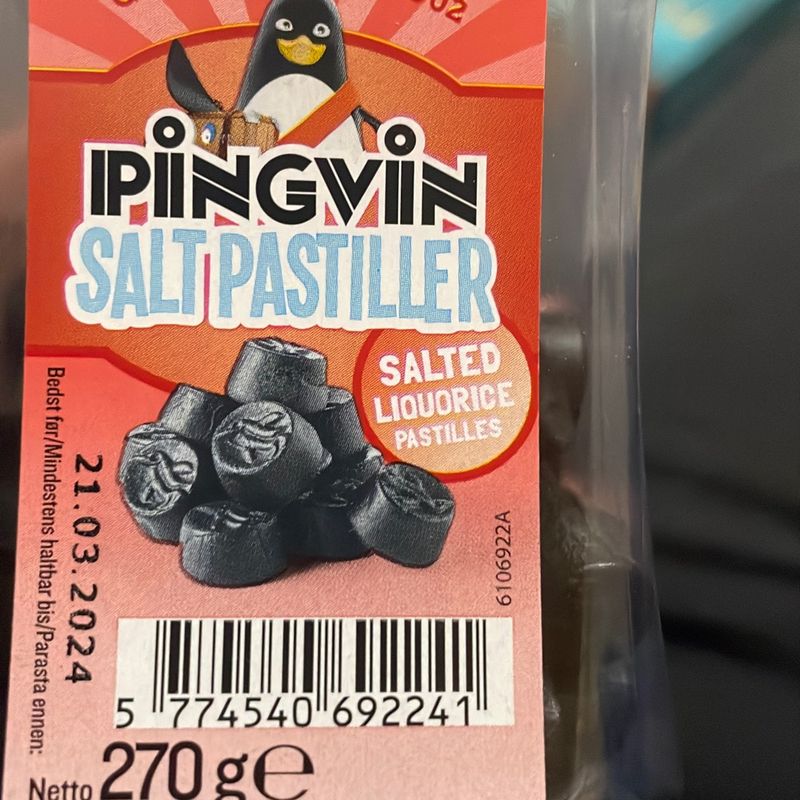 PINGVIN
SALT PASTILLER
SALTED
LIQUORICE
PASTILLES
Bedst før/Mindestens haltbar bis/Parasta ennen:
21.03.2024
6106922A
5 774540 692241
Netto 270 g e